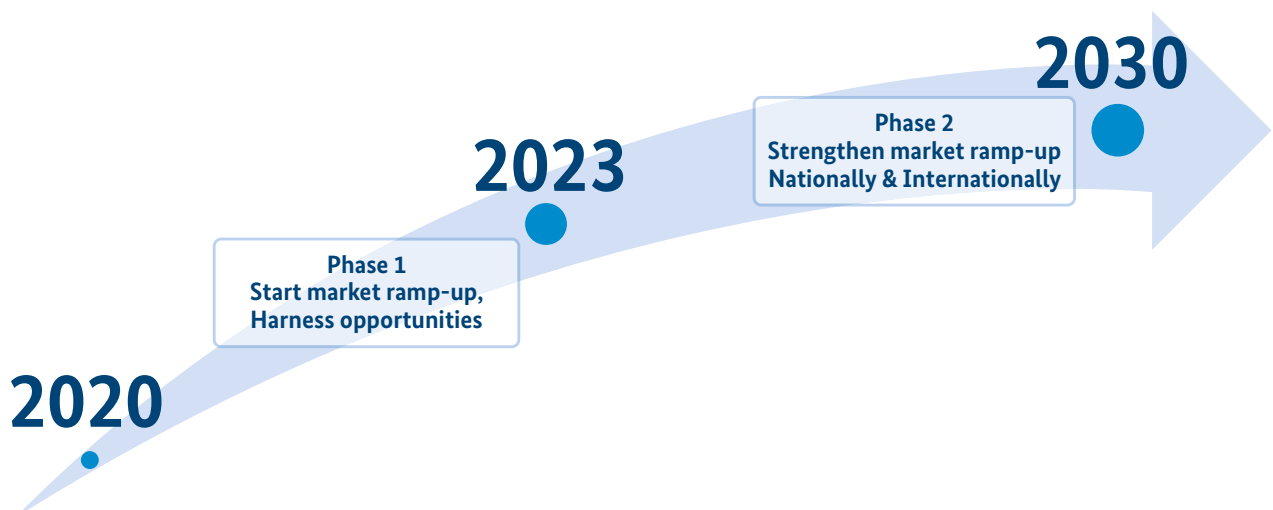 2020
Phase 1
Start market ramp-up,
Harness opportunities
2023
Phase 2
Strengthen market ramp-up
Nationally & Internationally
2030